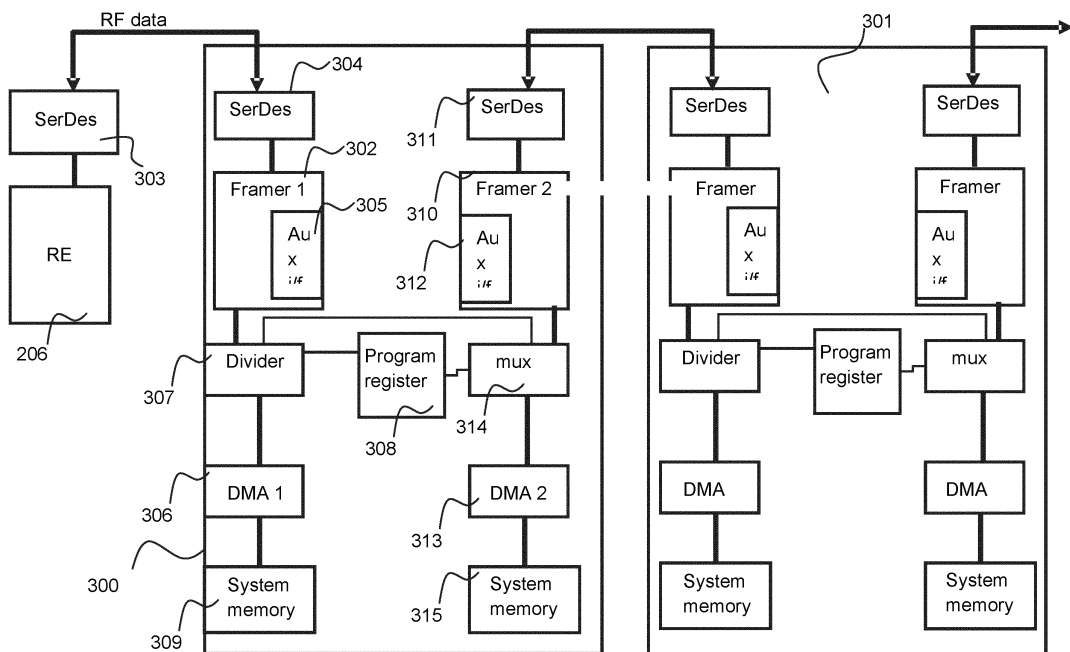 RF data
SerDes
303
RE
206
304
SerDes
302
Framer 1
305
Au
x
i/f
311
SerDes
310
Framer 2
312
Au
x
i/f
307
Divider
Program
register
308
mux
314
306
DMA 1
313
DMA 2
300
309
System
memory
315
System
memory
301
SerDes
Framer
Au
x
i/f
SerDes
Framer
Au
x
i/f
Divider
Program
register
mux
DMA
DMA
System
memory
System
memory